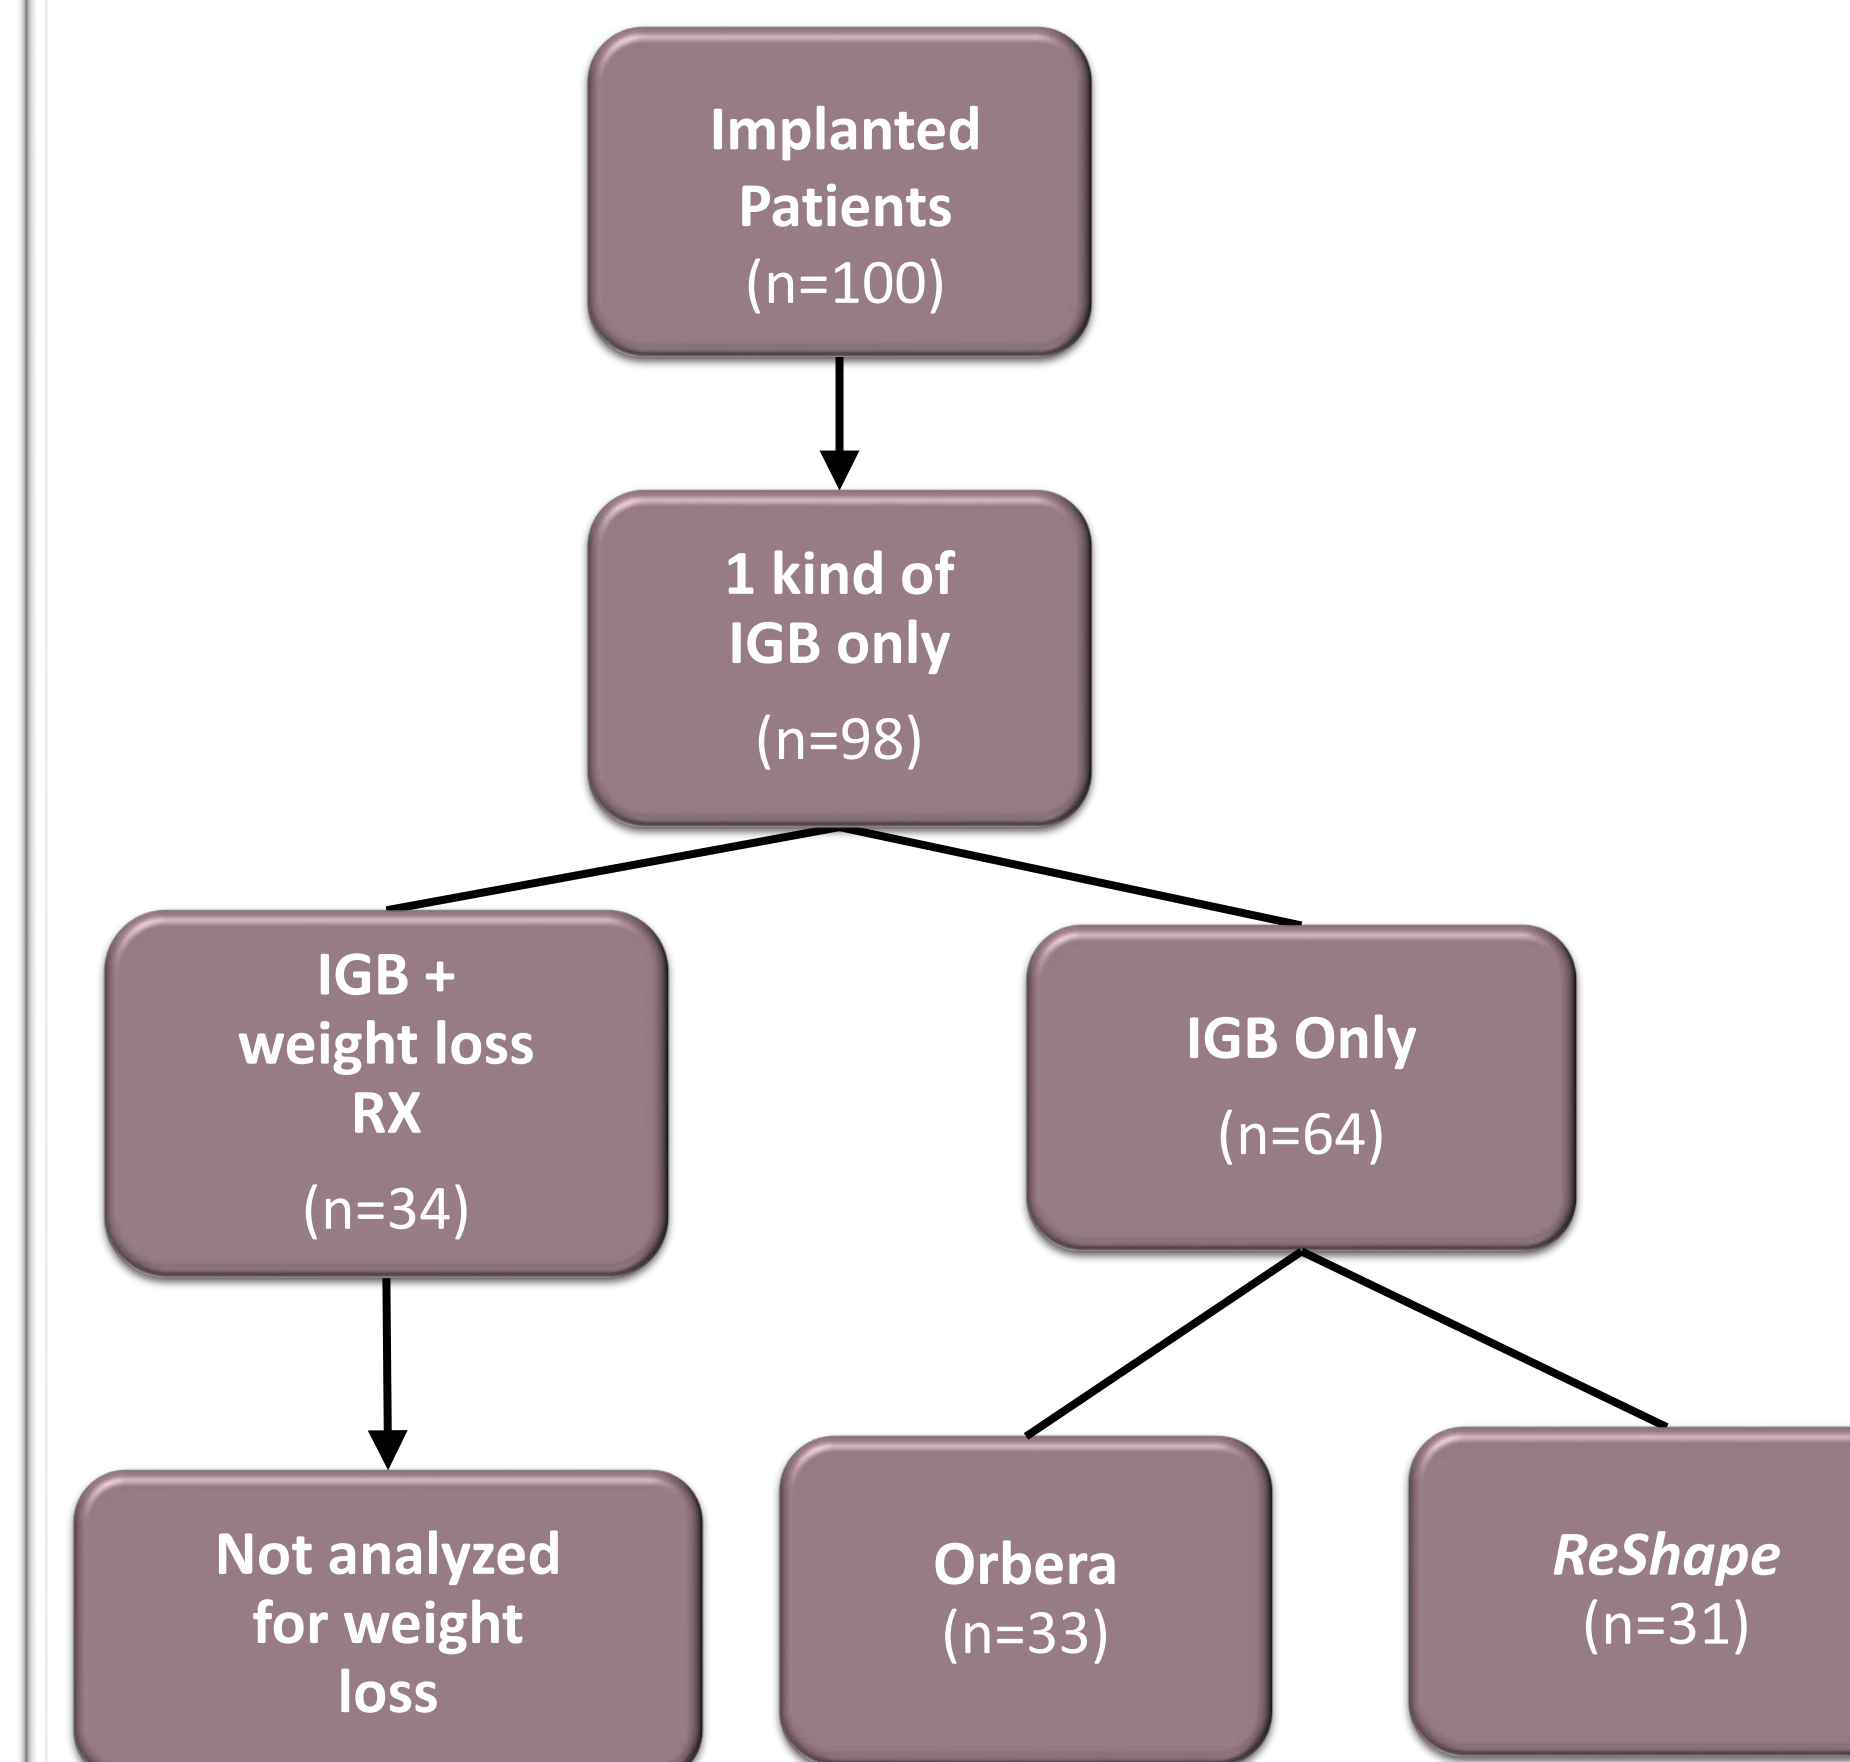 Implanted
Patients
(n=100)
1 kind of
IGB only
(n=98)
IGB +
weight loss
RX
(n=34)
IGB Only
(n=64)
Not analyzed
for weight
loss
Orbera
(n=33)
ReShape
(n=31)